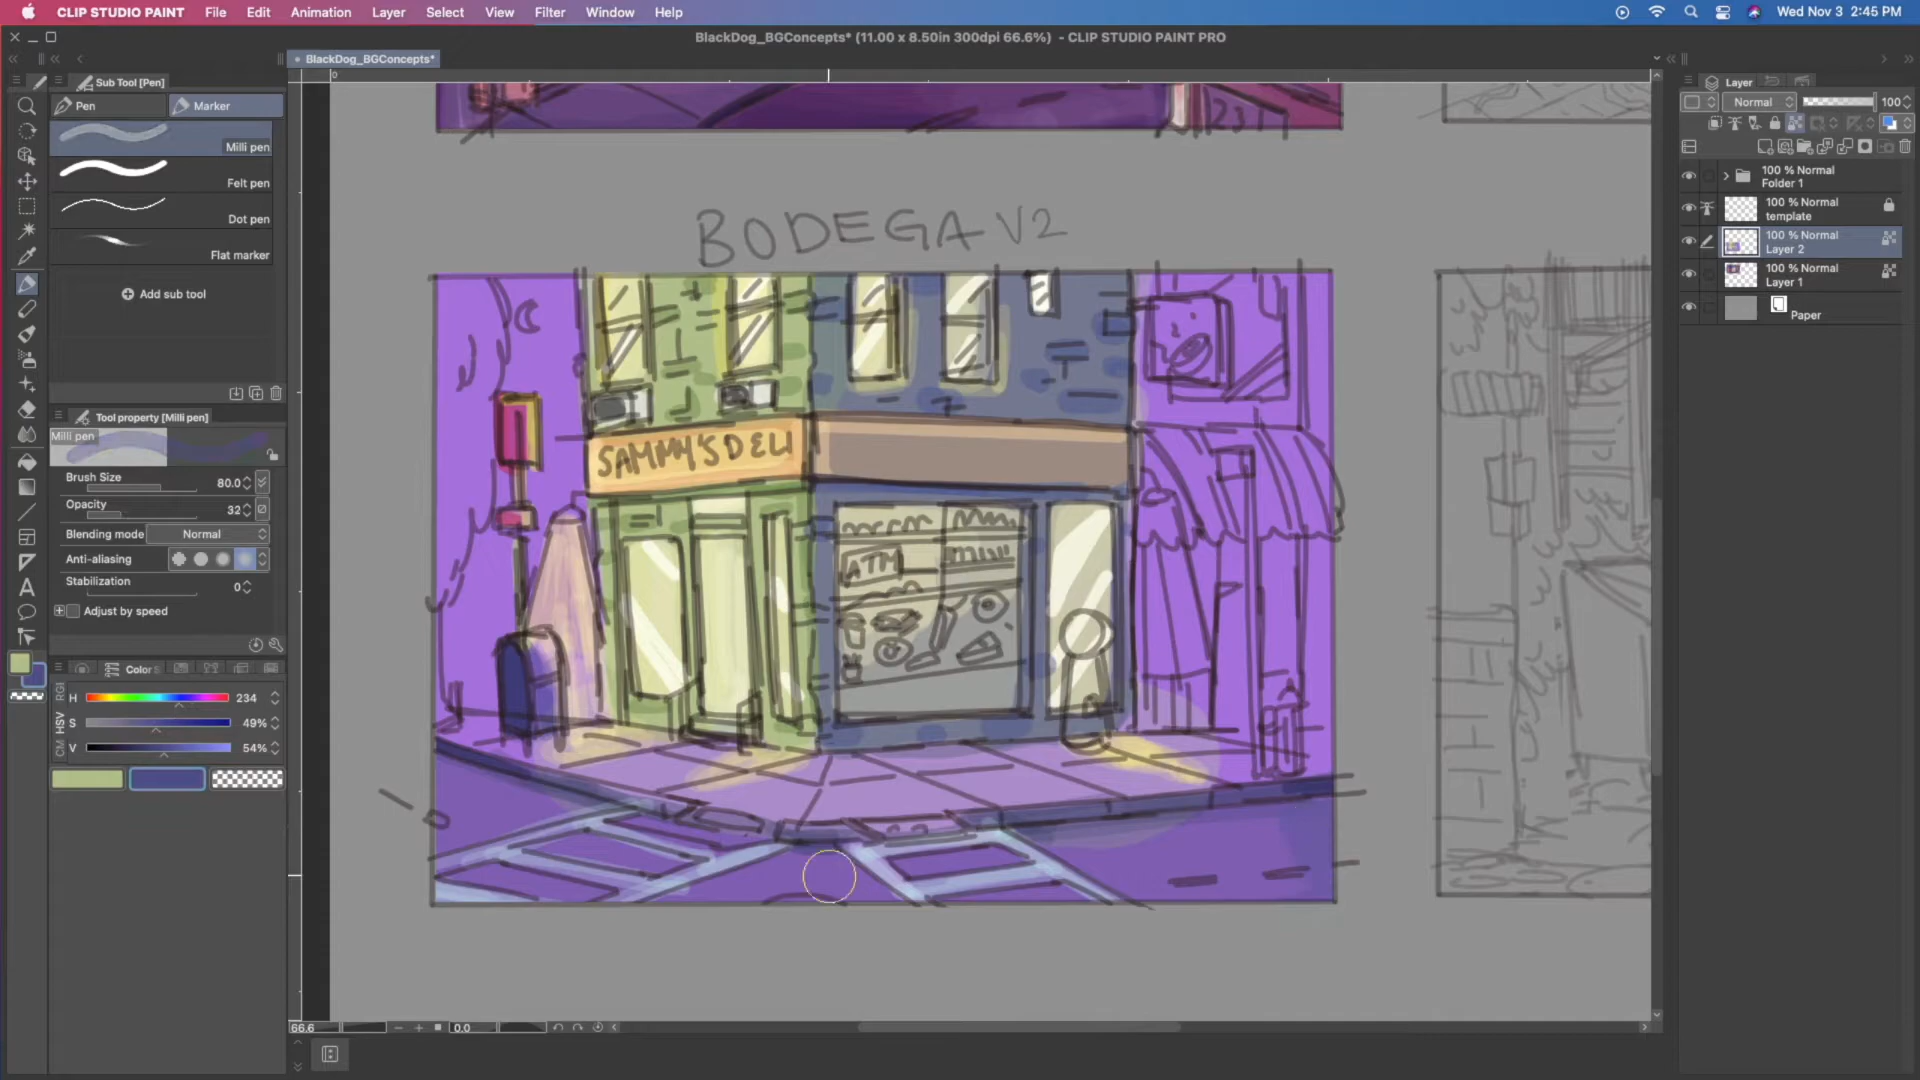 CLIP STUDIO PAINT File Edit Animation Layer Select View Filter Window Help Wed Nov 3 2:45 PM
BlackDog_BGConcepts* (11.00 x 8.50in 300dpi 66.6%) - CLIP STUDIO PAINT PRO
BlackDog_BGConcepts*
Sub Tool [Pen]
Pen Marker
Milli pen
Felt pen
Dot pen
Flat marker
Add sub tool
Tool property [Milli pen]
Milli pen
Brush Size 80.0
Opacity 32
Blending mode Normal
Anti-aliasing
Stabilization 0
Adjust by speed
Color S
RGB
HSV
CM
H 234
S 49%
V 54%
0
BODEGA V2
SAMMY'S DELI
ATM
66.6 0.0
Layer
Normal 100
100 % Normal
Folder 1
100 % Normal
template
100 % Normal
Layer 2
100 % Normal
Layer 1
Paper